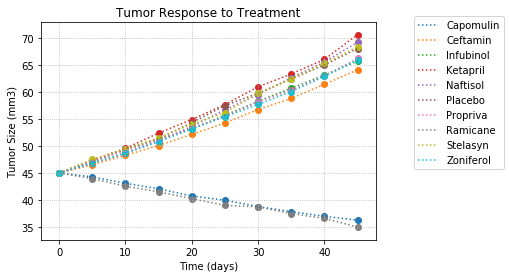 Tumor Response to Treatment
Tumor Size (mm3)
70
65
60
55
50
45
40
35
0
10
20
30
40
Time (days)
Capomulin
Ceftamin
Infubinol
Ketapril
Naftisol
Placebo
Propriva
Ramicane
Stelasyn
Zoniferol